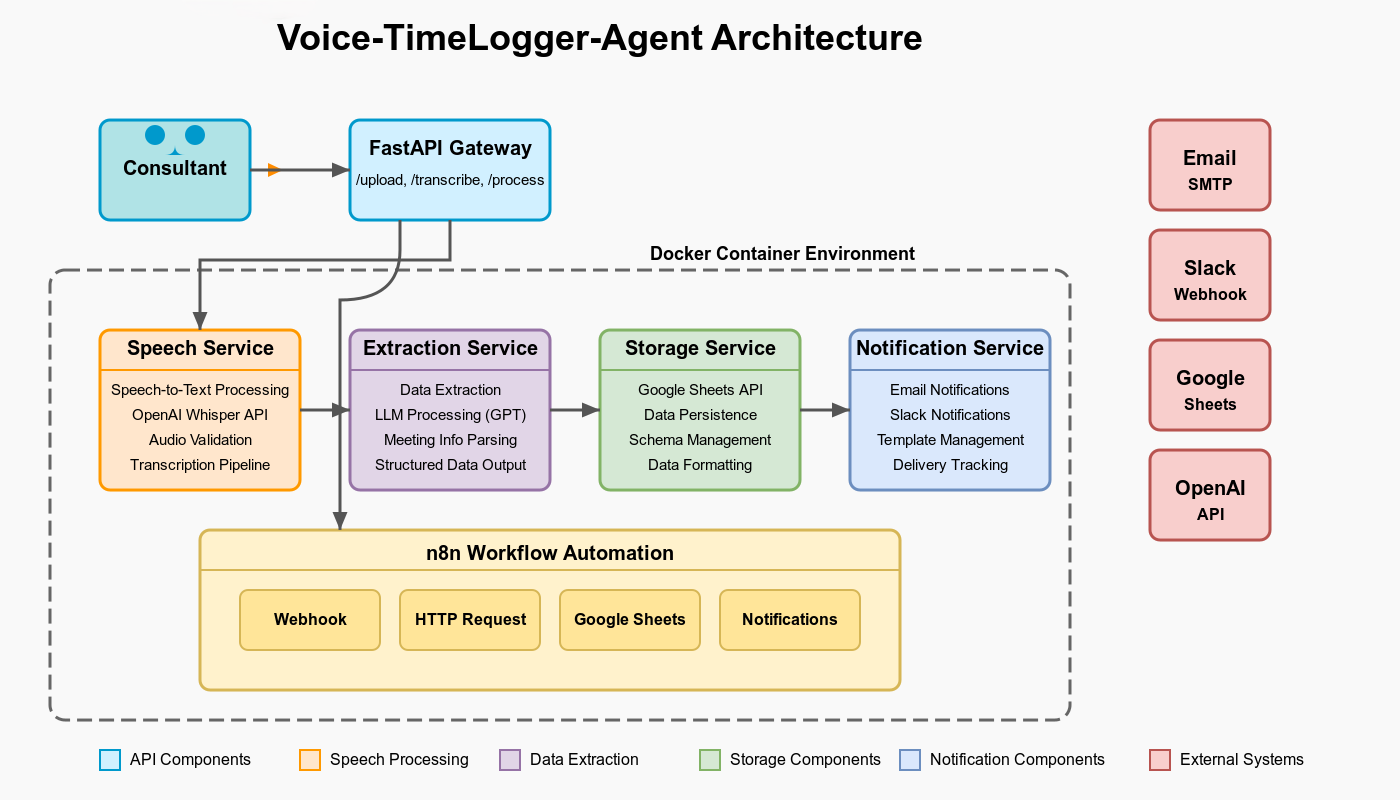 Voice-TimeLogger-Agent Architecture
Consultant
FastAPI Gateway
/upload, /transcribe, /process
Email
SMTP
Slack
Webhook
Google
Sheets
OpenAI
API
Docker Container Environment
Speech Service
Speech-to-Text Processing
OpenAI Whisper API
Audio Validation
Transcription Pipeline
Extraction Service
Data Extraction
LLM Processing (GPT)
Meeting Info Parsing
Structured Data Output
Storage Service
Google Sheets API
Data Persistence
Schema Management
Data Formatting
Notification Service
Email Notifications
Slack Notifications
Template Management
Delivery Tracking
n8n Workflow Automation
Webhook
HTTP Request
Google Sheets
Notifications
API Components
Speech Processing
Data Extraction
Storage Components
Notification Components
External Systems